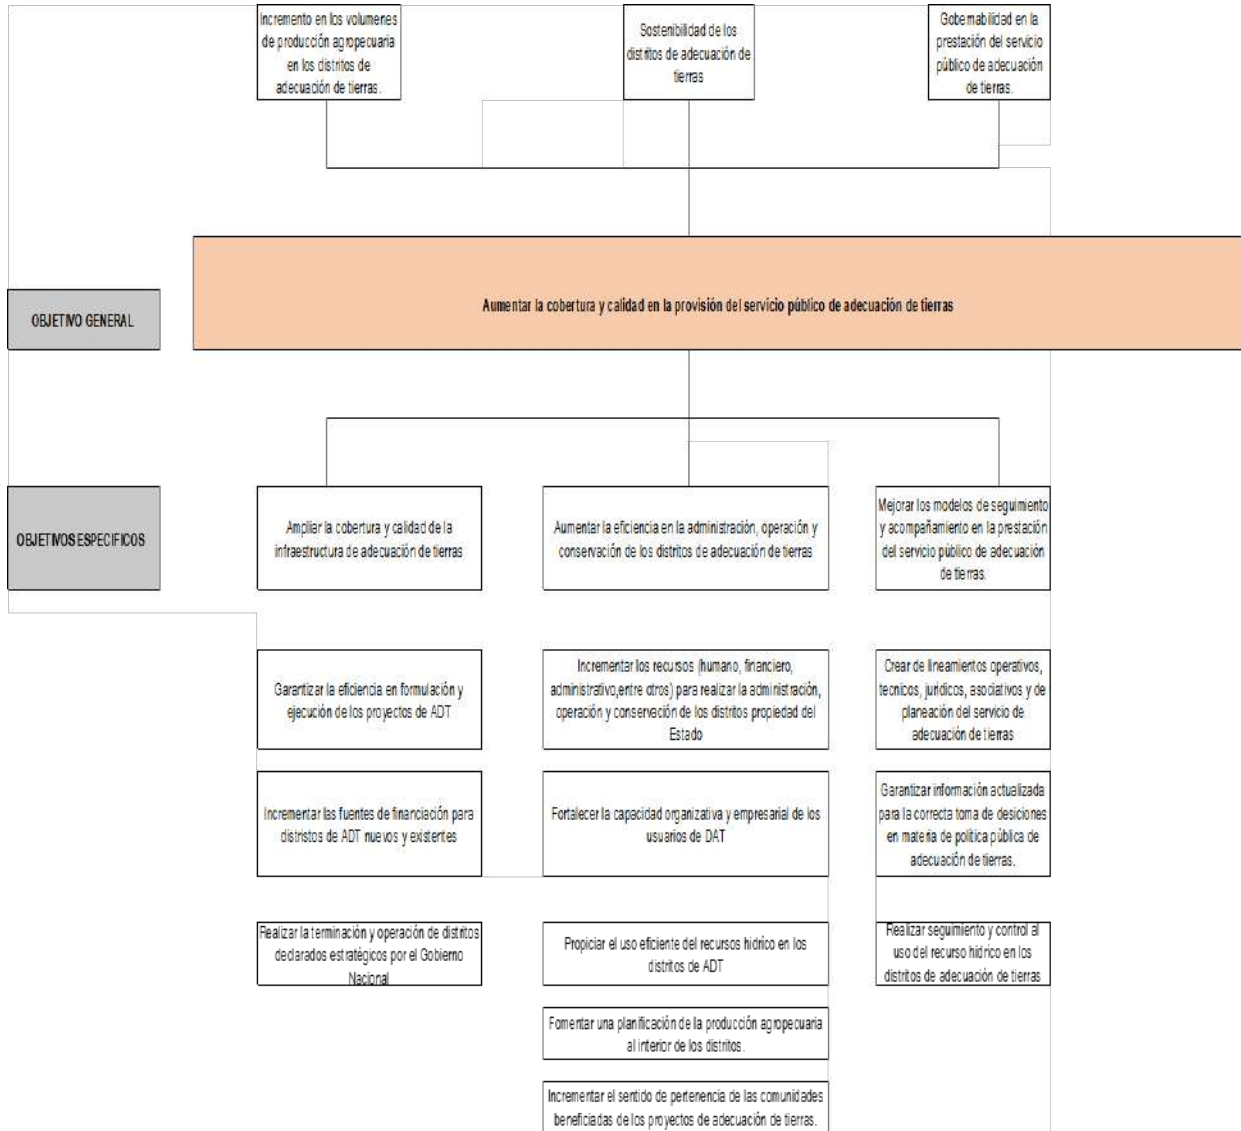 Incremento en los volumenes
de producción agropecuaria
en los distritos de
adecuación de tierras.
Sostenibilidad de los
distritos de adecuación de
tierras
Gobernabilidad en la
prestación del servicio
público de adecuación
de tierras.
OBJETIVO GENERAL
Aumentar la cobertura y calidad en la provisión del servicio público de adecuación de tierras
OBJETIVOS ESPECIFICOS
Ampliar la cobertura y calidad de la
infraestructura de adecuación de tierras
Aumentar la eficiencia en la administración, operación y
conservación de los distritos de adecuación de tierras
Mejorar los modelos de seguimiento
y acompañamiento en la prestación
del servicio público de adecuación
de tierras.
Garantizar la eficiencia en formulación y
ejecución de los proyectos de ADT
Incrementar los recursos (humano, financiero,
administrativo,entre otros) para realizar la administración,
operación y conservación de los distritos propiedad del
Estado
Crear de lineamientos operativos,
tecnicos, jurídicos, asociativos y de
planeación del servicio de
adecuación de tierras
Incrementar las fuentes de financiación para
distristos de ADT nuevos y existentes
Fortalecer la capacidad organizativa y empresarial de los
usuarios de DAT
Garantizar información actualizada
para la correcta toma de desiciones
en materia de política pública de
adecuación de tierras.
Realizar la terminación y operación de distritos
declarados estratégicos por el Gobierno
Nacional
Propiciar el uso eficiente del recursos hidríco en los
distritos de ADT
Realizar seguimiento y control al
uso del recurso hídrico en los
distritos de adecuación de tierras
Fomentar una planificación de la producción agropecuaria
al interior de los distritos.
Incrementar el sentido de pertenencia de las comunidades
beneficiadas de los proyectos de adecuación de tierras.